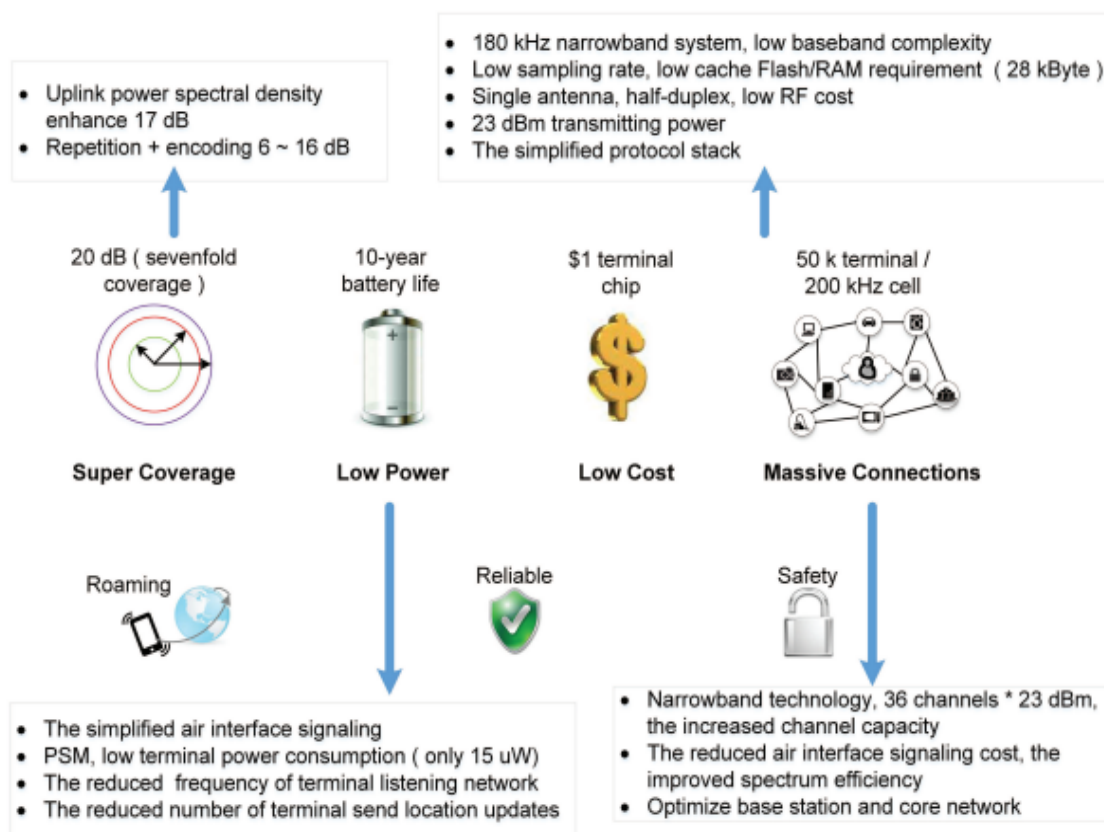 • Uplink power spectral density
enhance 17 dB
• Repetition + encoding 6 ~ 16 dB
• 180 kHz narrowband system, low baseband complexity
• Low sampling rate, low cache Flash/RAM requirement ( 28 kByte )
• Single antenna, half-duplex, low RF cost
• 23 dBm transmitting power
• The simplified protocol stack
20 dB ( sevenfold
coverage )
10-year
battery life
$1 terminal
chip
50 k terminal /
200 kHz cell
Super Coverage
Low Power
Low Cost
Massive Connections
Roaming
Reliable
Safety
• The simplified air interface signaling
• PSM, low terminal power consumption ( only 15 uW)
• The reduced frequency of terminal listening network
• The reduced number of terminal send location updates
• Narrowband technology, 36 channels * 23 dBm,
the increased channel capacity
• The reduced air interface signaling cost, the
improved spectrum efficiency
• Optimize base station and core network